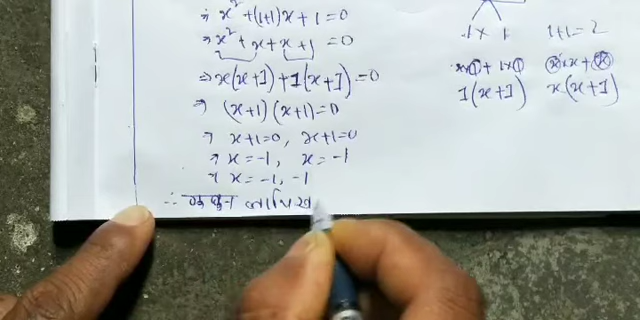 ⇒ x² + (1+1)x + 1 = 0
⇒ x² + x + x + 1 = 0
⇒ x(x+1) + 1(x+1) = 0
⇒ (x+1) (x+1) = 0
⇒ x+1=0, x+1=0
⇒ x = -1, x = -1
⇒ x = -1, -1
∴
1 × 1 1+1=2
x×1 + 1×1 x×x + x
1(x+1) x(x+1)